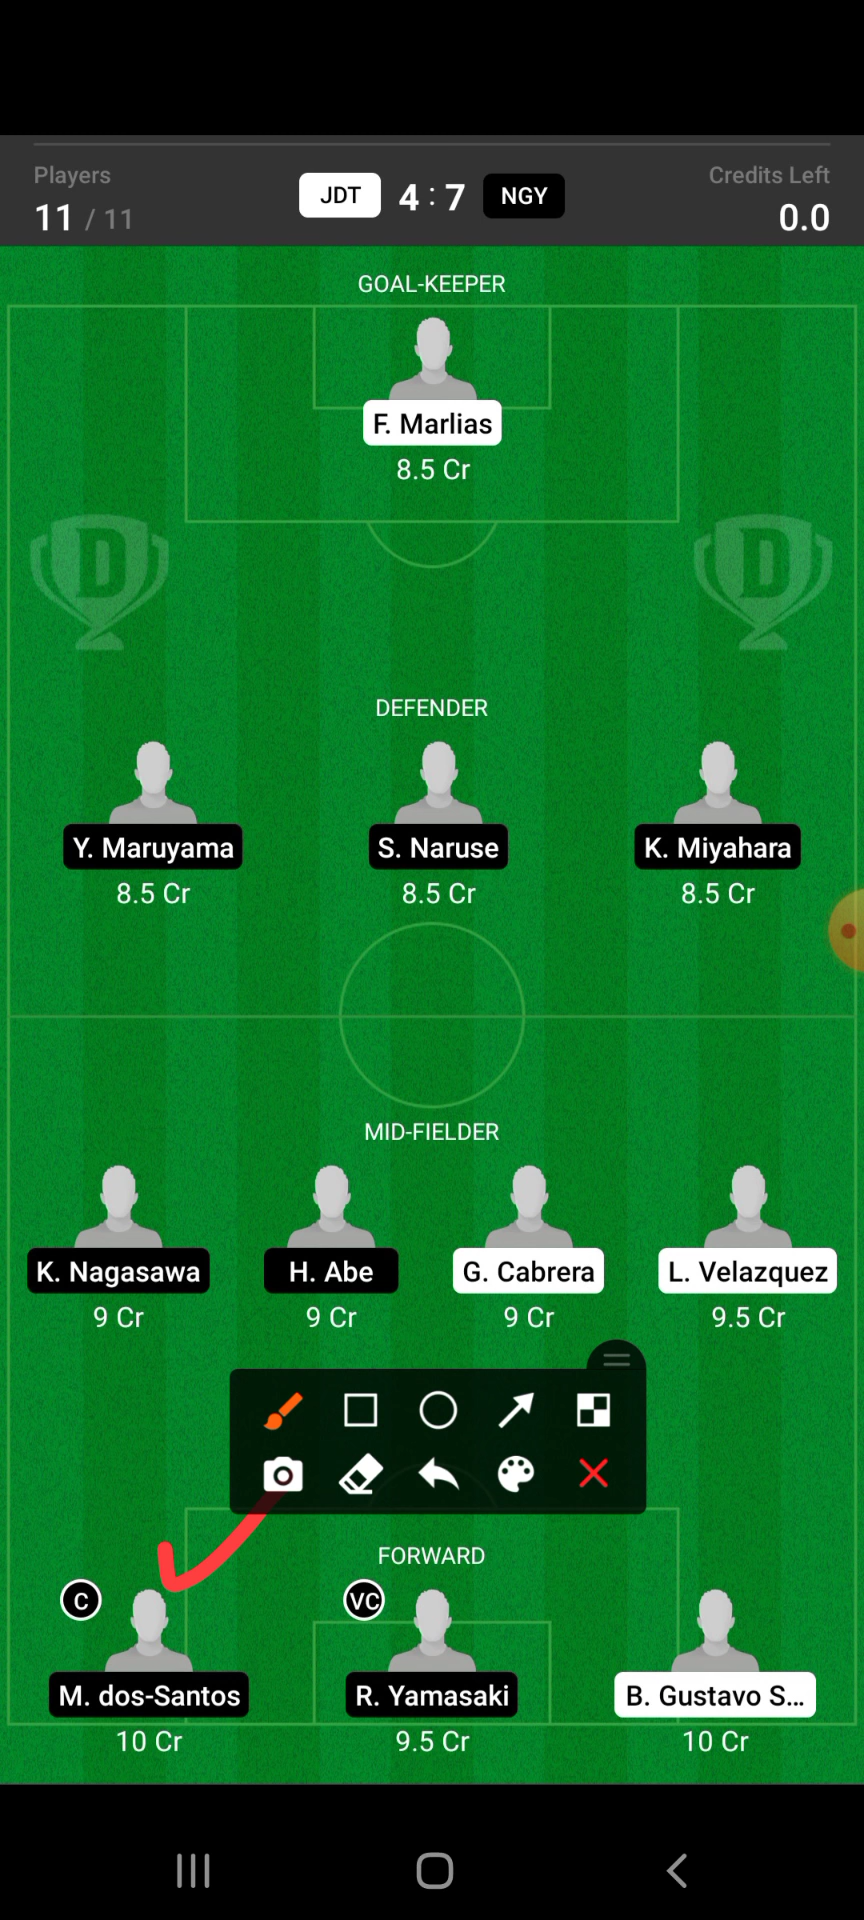 Players
Credits Left
11 / 11
JDT 4 : 7 NGY
0.0
GOAL-KEEPER
F. Marlias
8.5 Cr
D D
DEFENDER
Y. Maruyama S. Naruse K. Miyahara
8.5 Cr 8.5 Cr 8.5 Cr
MID-FIELDER
K. Nagasawa H. Abe G. Cabrera L. Velazquez
9 Cr 9 Cr 9 Cr 9.5 Cr
FORWARD
C VC
M. dos-Santos R. Yamasaki B. Gustavo S...
10 Cr 9.5 Cr 10 Cr